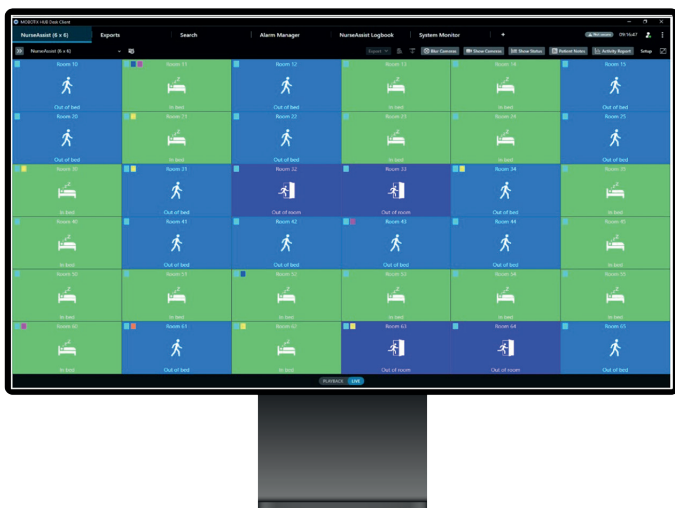 MOBOTIX HUB Desk Client
NurseAssist (6 x 6) Exports Search Alarm Manager NurseAssist Logbook System Monitor + Not secure 09:16:47
NurseAssist (6 x 6) Export Blur Cameras Show Cameras Show Status Patient Notes Activity Report Setup
Room 10 Room 11 Room 12 Room 13 Room 14 Room 15
Out of bed In bed Out of bed In bed In bed Out of bed
Room 20 Room 21 Room 22 Room 23 Room 24 Room 25
Out of bed In bed Out of bed In bed In bed Out of bed
Room 30 Room 31 Room 32 Room 33 Room 34 Room 35
In bed Out of bed Out of room Out of room Out of bed In bed
Room 40 Room 41 Room 42 Room 43 Room 44 Room 45
In bed Out of bed Out of bed Out of bed Out of bed In bed
Room 50 Room 51 Room 52 Room 53 Room 54 Room 55
In bed In bed In bed In bed In bed In bed
Room 60 Room 61 Room 62 Room 63 Room 64 Room 65
In bed Out of bed In bed Out of room Out of room Out of bed
PLAYBACK LIVE